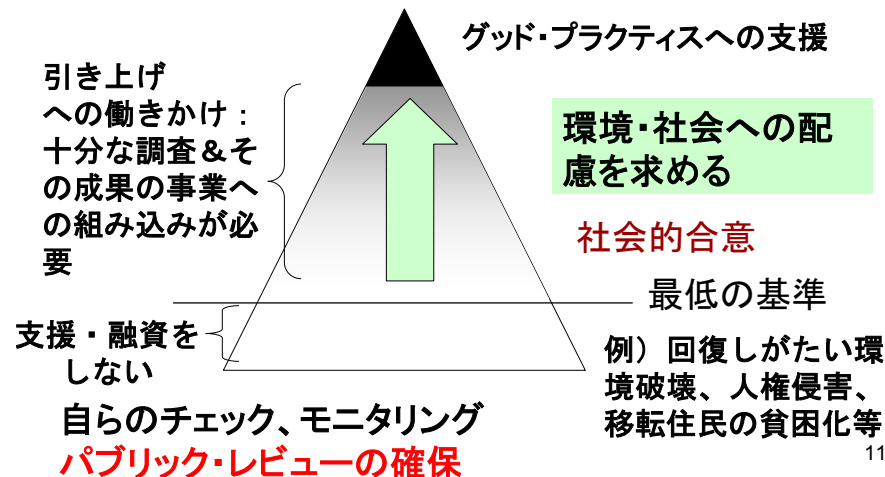 グッド・プラクティスへの支援
引き上げ
への働きかけ：
十分な調査＆そ
の成果の事業へ
の組み込みが必
要
環境・社会への配
慮を求める
社会的合意
最低の基準
支援・融資を
しない
例）回復しがたい環
境破壊、人権侵害、
移転住民の貧困化等
自らのチェック、モニタリング
パブリック・レビューの確保
11